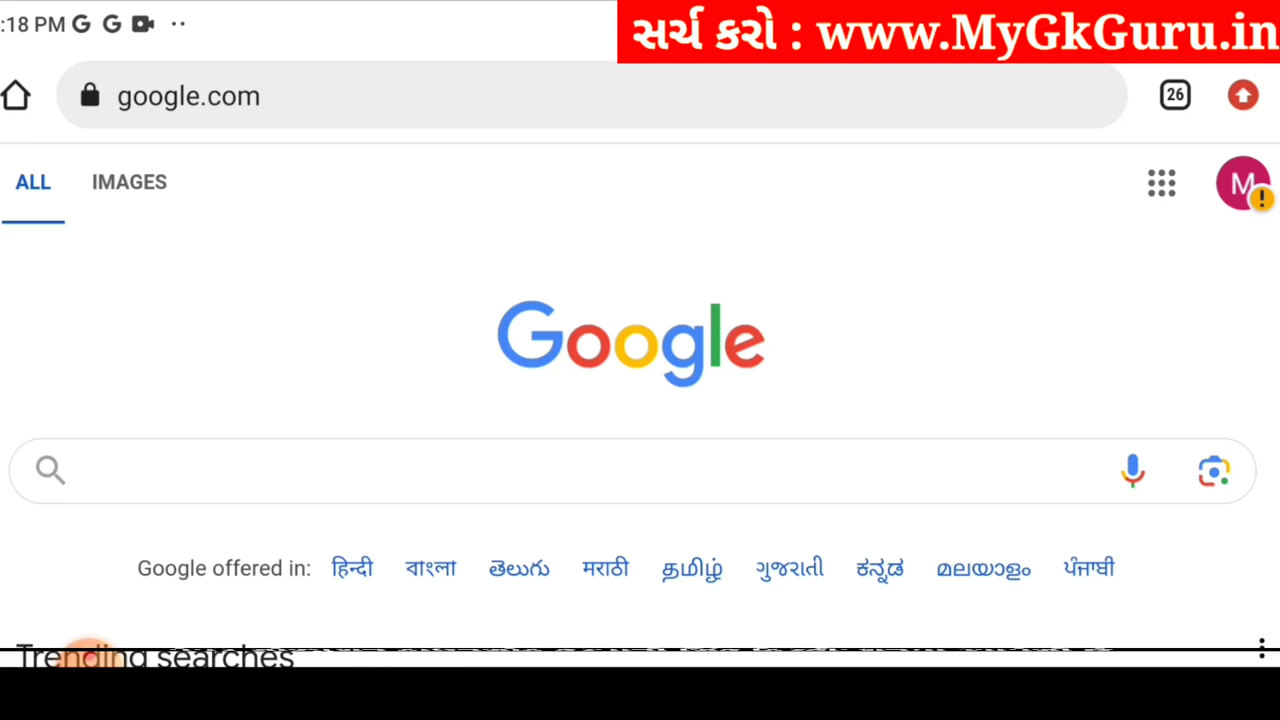 :18 PM
સર્ચ કરો : www.MyGkGuru.in
google.com
26
ALL IMAGES
M
Google
Google offered in: हिन्दी বাংলা తెలుగు मराठी தமிழ் ગુજરાતી ಕನ್ನಡ മലയാളം ਪੰਜਾਬੀ
Trending searches